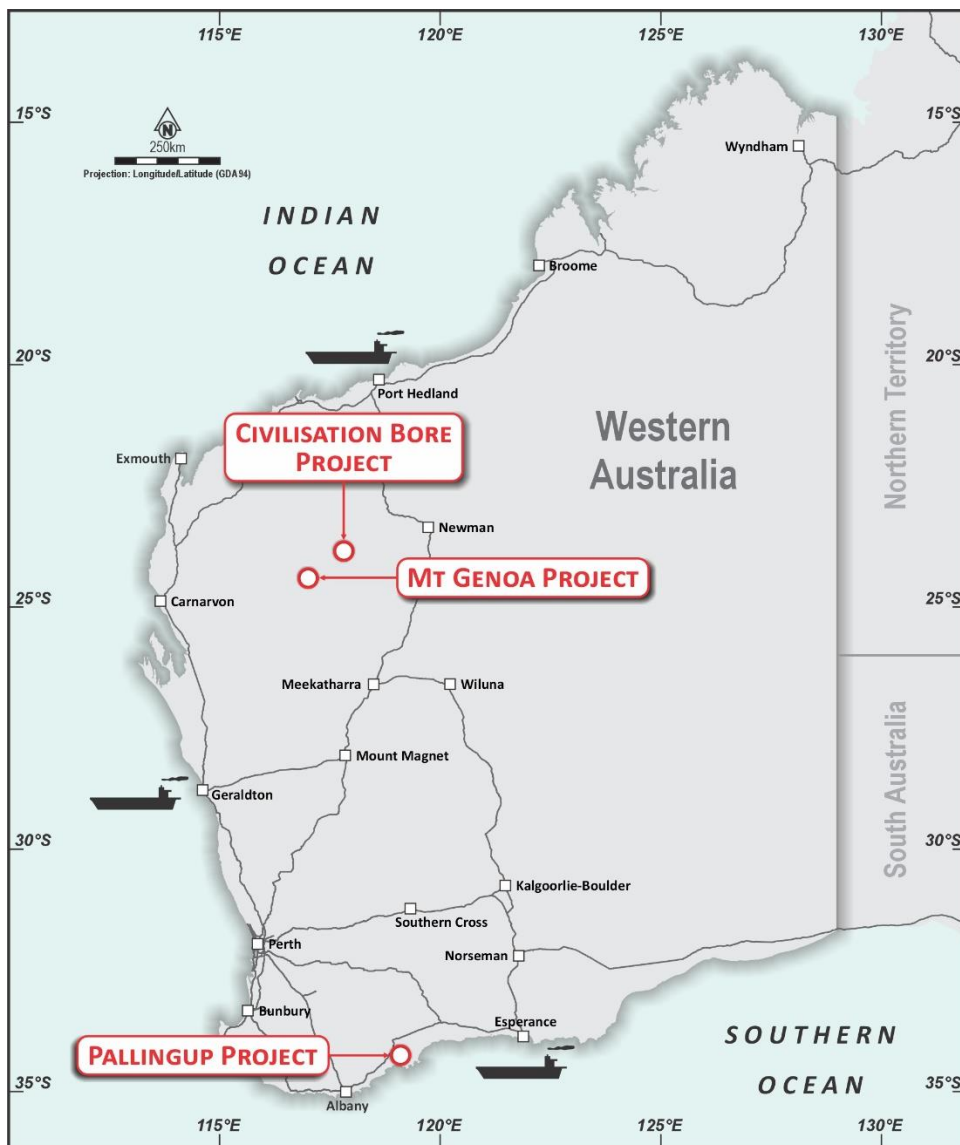 115°E
120°E
125°E
130°E
15°S
15°S
N
250km
Projection: Longitude/Latitude (GDA94)
Wyndham
INDIAN
OCEAN
Broome
Northern Territory
20°S
20°S
Port Hedland
CIVILISATION BORE
PROJECT
Western
Australia
Exmouth
Newman
MT GENOA PROJECT
Carnarvon
25°S
25°S
Meekatharra
Wiluna
South Australia
Mount Magnet
Geraldton
30°S
30°S
Kalgoorlie-Boulder
Southern Cross
Perth
Norseman
Bunbury
Esperance
SOUTHERN
OCEAN
PALLINGUP PROJECT
35°S
35°S
Albany
115°E
120°E
125°E
130°E